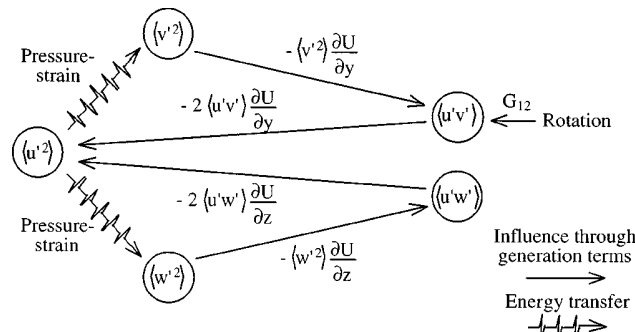 ⟨v'²⟩
Pressure-
strain
- ⟨v'²⟩ ∂U/∂y
- 2 ⟨u'v'⟩ ∂U/∂y
⟨u'v'⟩
G₁₂
Rotation
⟨u'²⟩
- 2 ⟨u'w'⟩ ∂U/∂z
⟨u'w'⟩
Pressure-
strain
- ⟨w'²⟩ ∂U/∂z
⟨w'²⟩
Influence through
generation terms
Energy transfer